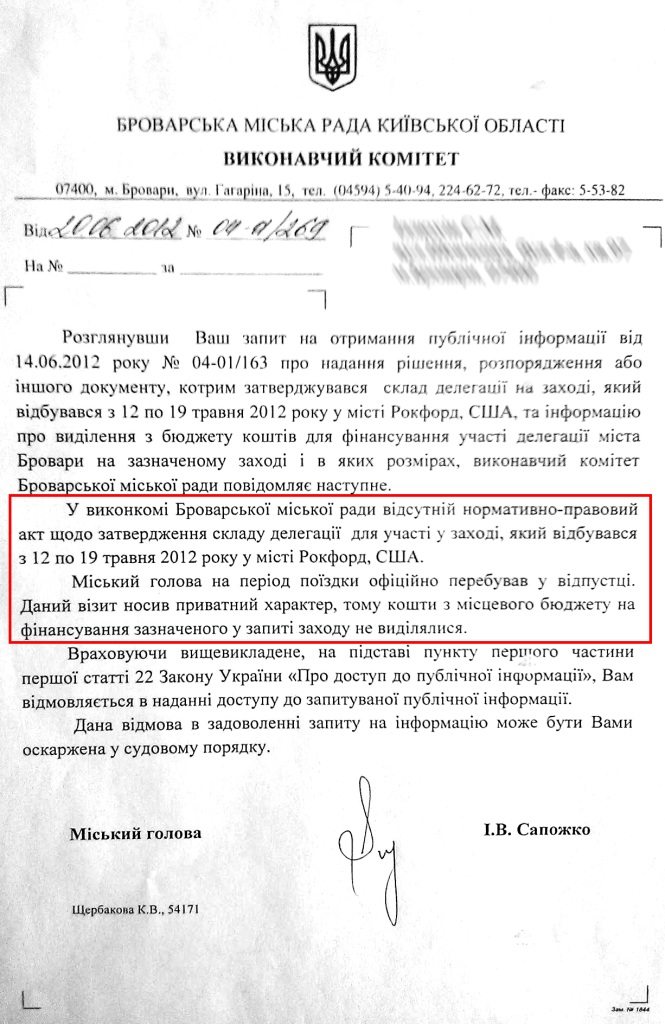 БРОВАРСЬКА МІСЬКА РАДА КИЇВСЬКОЇ ОБЛАСТІ
ВИКОНАВЧИЙ КОМІТЕТ
07400, м. Бровари, вул. Гагаріна, 15, тел. (04594) 5-40-94, 224-62-72, тел.- факс: 5-53-82
Від 20.06.2012 №
На № за
Розглянувши Ваш запит на отримання публічної інформації від
14.06.2012 року № 04-01/163 про надання рішення, розпорядження або
іншого документу, котрим затверджувався склад делегації на заході, який
відбувався з 12 по 19 травня 2012 року у місті Рокфорд, США, та інформацію
про виділення з бюджету коштів для фінансування участі делегації міста
Бровари на зазначеному заході і в яких розмірах, виконавчий комітет
Броварської міської ради повідомляє наступне.
У виконкомі Броварської міської ради відсутній нормативно-правовий
акт щодо затвердження складу делегації для участі у заході, який відбувався
з 12 по 19 травня 2012 року у місті Рокфорд, США.
Міський голова на період поїздки офіційно перебував у відпустці.
Даний візит носив приватний характер, тому кошти з місцевого бюджету на
фінансування зазначеного у запиті заходу не виділялися.
Враховуючи вищевикладене, на підставі пункту першого частини
першої статті 22 Закону України «Про доступ до публічної інформації», Вам
відмовляється в наданні доступу до запитуваної публічної інформації.
Дана відмова в задоволенні запиту на інформацію може бути Вами
оскаржена у судовому порядку.
Міський голова І.В. Сапожко
Щербакова К.В., 54171
Зам. № 1844